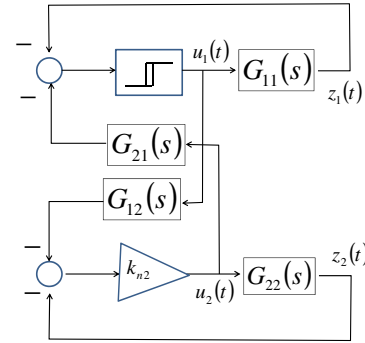 −
u₁(t)
G₁₁(s)
z₁(t)
−
G₂₁(s)
G₁₂(s)
−
kₙ₂
u₂(t)
G₂₂(s)
z₂(t)
−